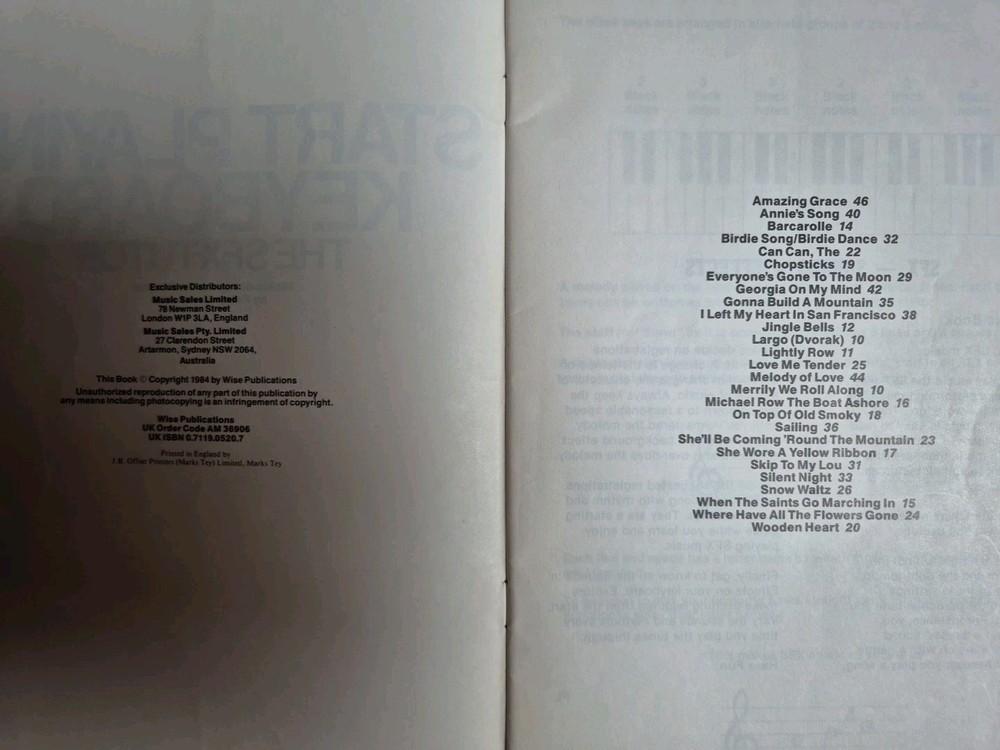 Exclusive Distributors:
Music Sales Limited
78 Newman Street
London W1P 3LA, England
Music Sales Pty. Limited
27 Clarendon Street
Artarmon, Sydney NSW 2064,
Australia
This Book © Copyright 1984 by Wise Publications
Unauthorized reproduction of any part of this publication by
any means including photocopying is an infringement of copyright.
Wise Publications
UK Order Code AM 36906
UK ISBN 0.7119.0520.7
Printed in England by
J.B. Offset Printers (Marks Tey) Limited, Marks Tey
Amazing Grace 46
Annie's Song 40
Barcarolle 14
Birdie Song/Birdie Dance 32
Can Can, The 22
Chopsticks 19
Everyone's Gone To The Moon 29
Georgia On My Mind 42
Gonna Build A Mountain 35
I Left My Heart In San Francisco 38
Jingle Bells 12
Largo (Dvorak) 10
Lightly Row 11
Love Me Tender 25
Melody of Love 44
Merrily We Roll Along 10
Michael Row The Boat Ashore 16
On Top Of Old Smoky 18
Sailing 36
She'll Be Coming 'Round The Mountain 23
She Wore A Yellow Ribbon 17
Skip To My Lou 31
Silent Night 33
Snow Waltz 26
When The Saints Go Marching In 15
Where Have All The Flowers Gone 24
Wooden Heart 20